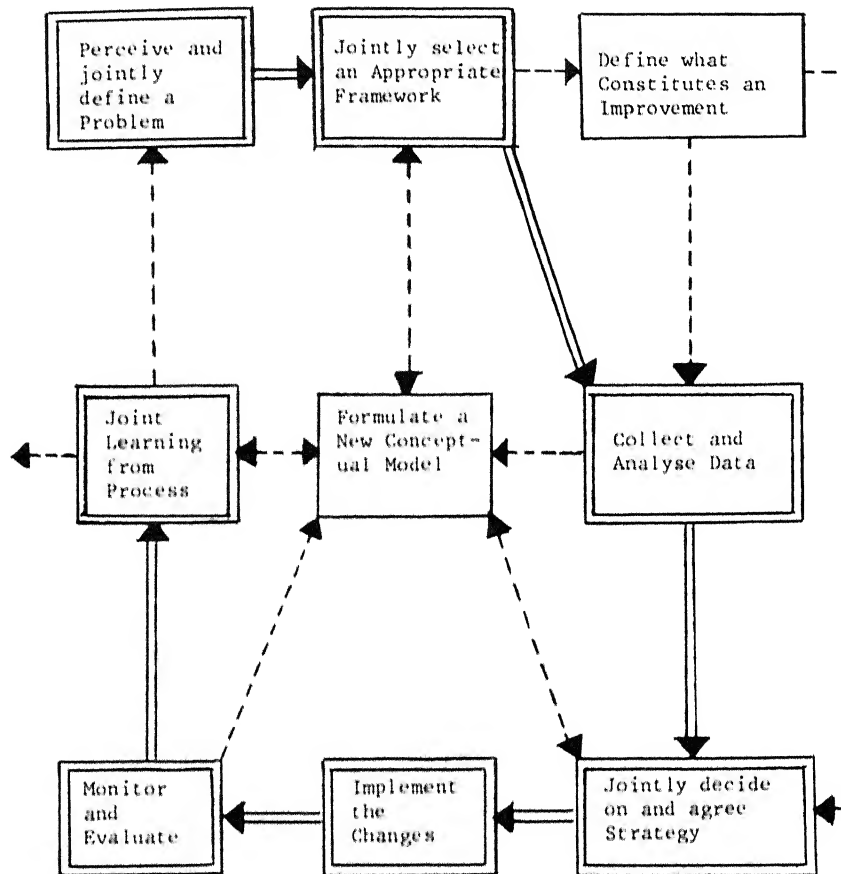 Perceive and
jointly
define a
Problem
Jointly select
an Appropriate
Framework
Define what
Constitutes an
Improvement
Joint
Learning
from
Process
Formulate a
New Concept-
ual Model
Collect and
Analyse Data
Monitor
and
Evaluate
Implement
the
Changes
Jointly decide
on and agree
Strategy